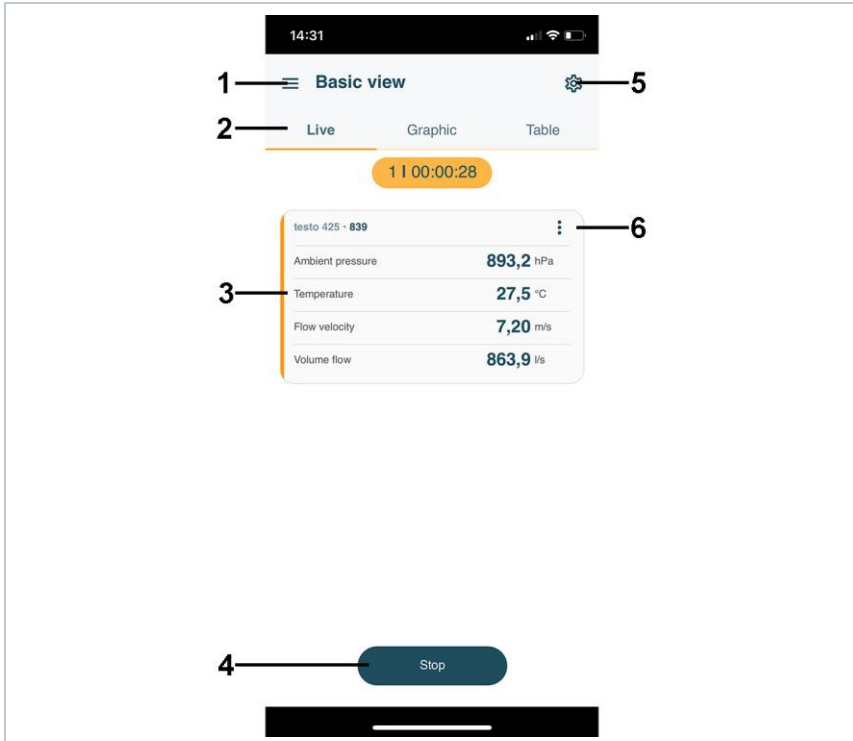 14:31
1 Basic view 5
2 Live Graphic Table
1 I 00:00:28
testo 425 · 839 6
Ambient pressure 893,2 hPa
3 Temperature 27,5 °C
Flow velocity 7,20 m/s
Volume flow 863,9 l/s
4 Stop